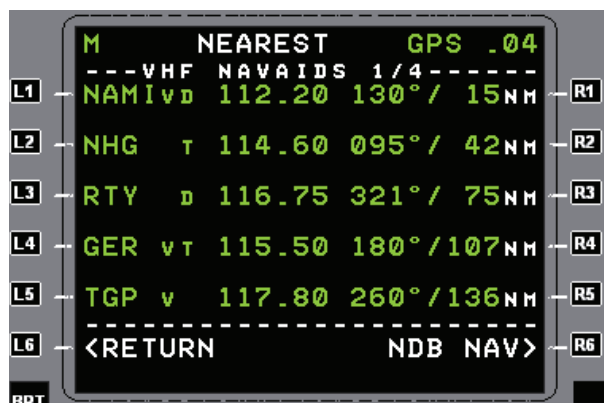 M NEAREST GPS .04
---VHF NAVAIDS 1/4------
L1 NAMI VD 112.20 130°/ 15NM R1
L2 NHG T 114.60 095°/ 42NM R2
L3 RTY D 116.75 321°/ 75NM R3
L4 GER VT 115.50 180°/107NM R4
L5 TGP V 117.80 260°/136NM R5
L6 <RETURN NDB NAV> R6